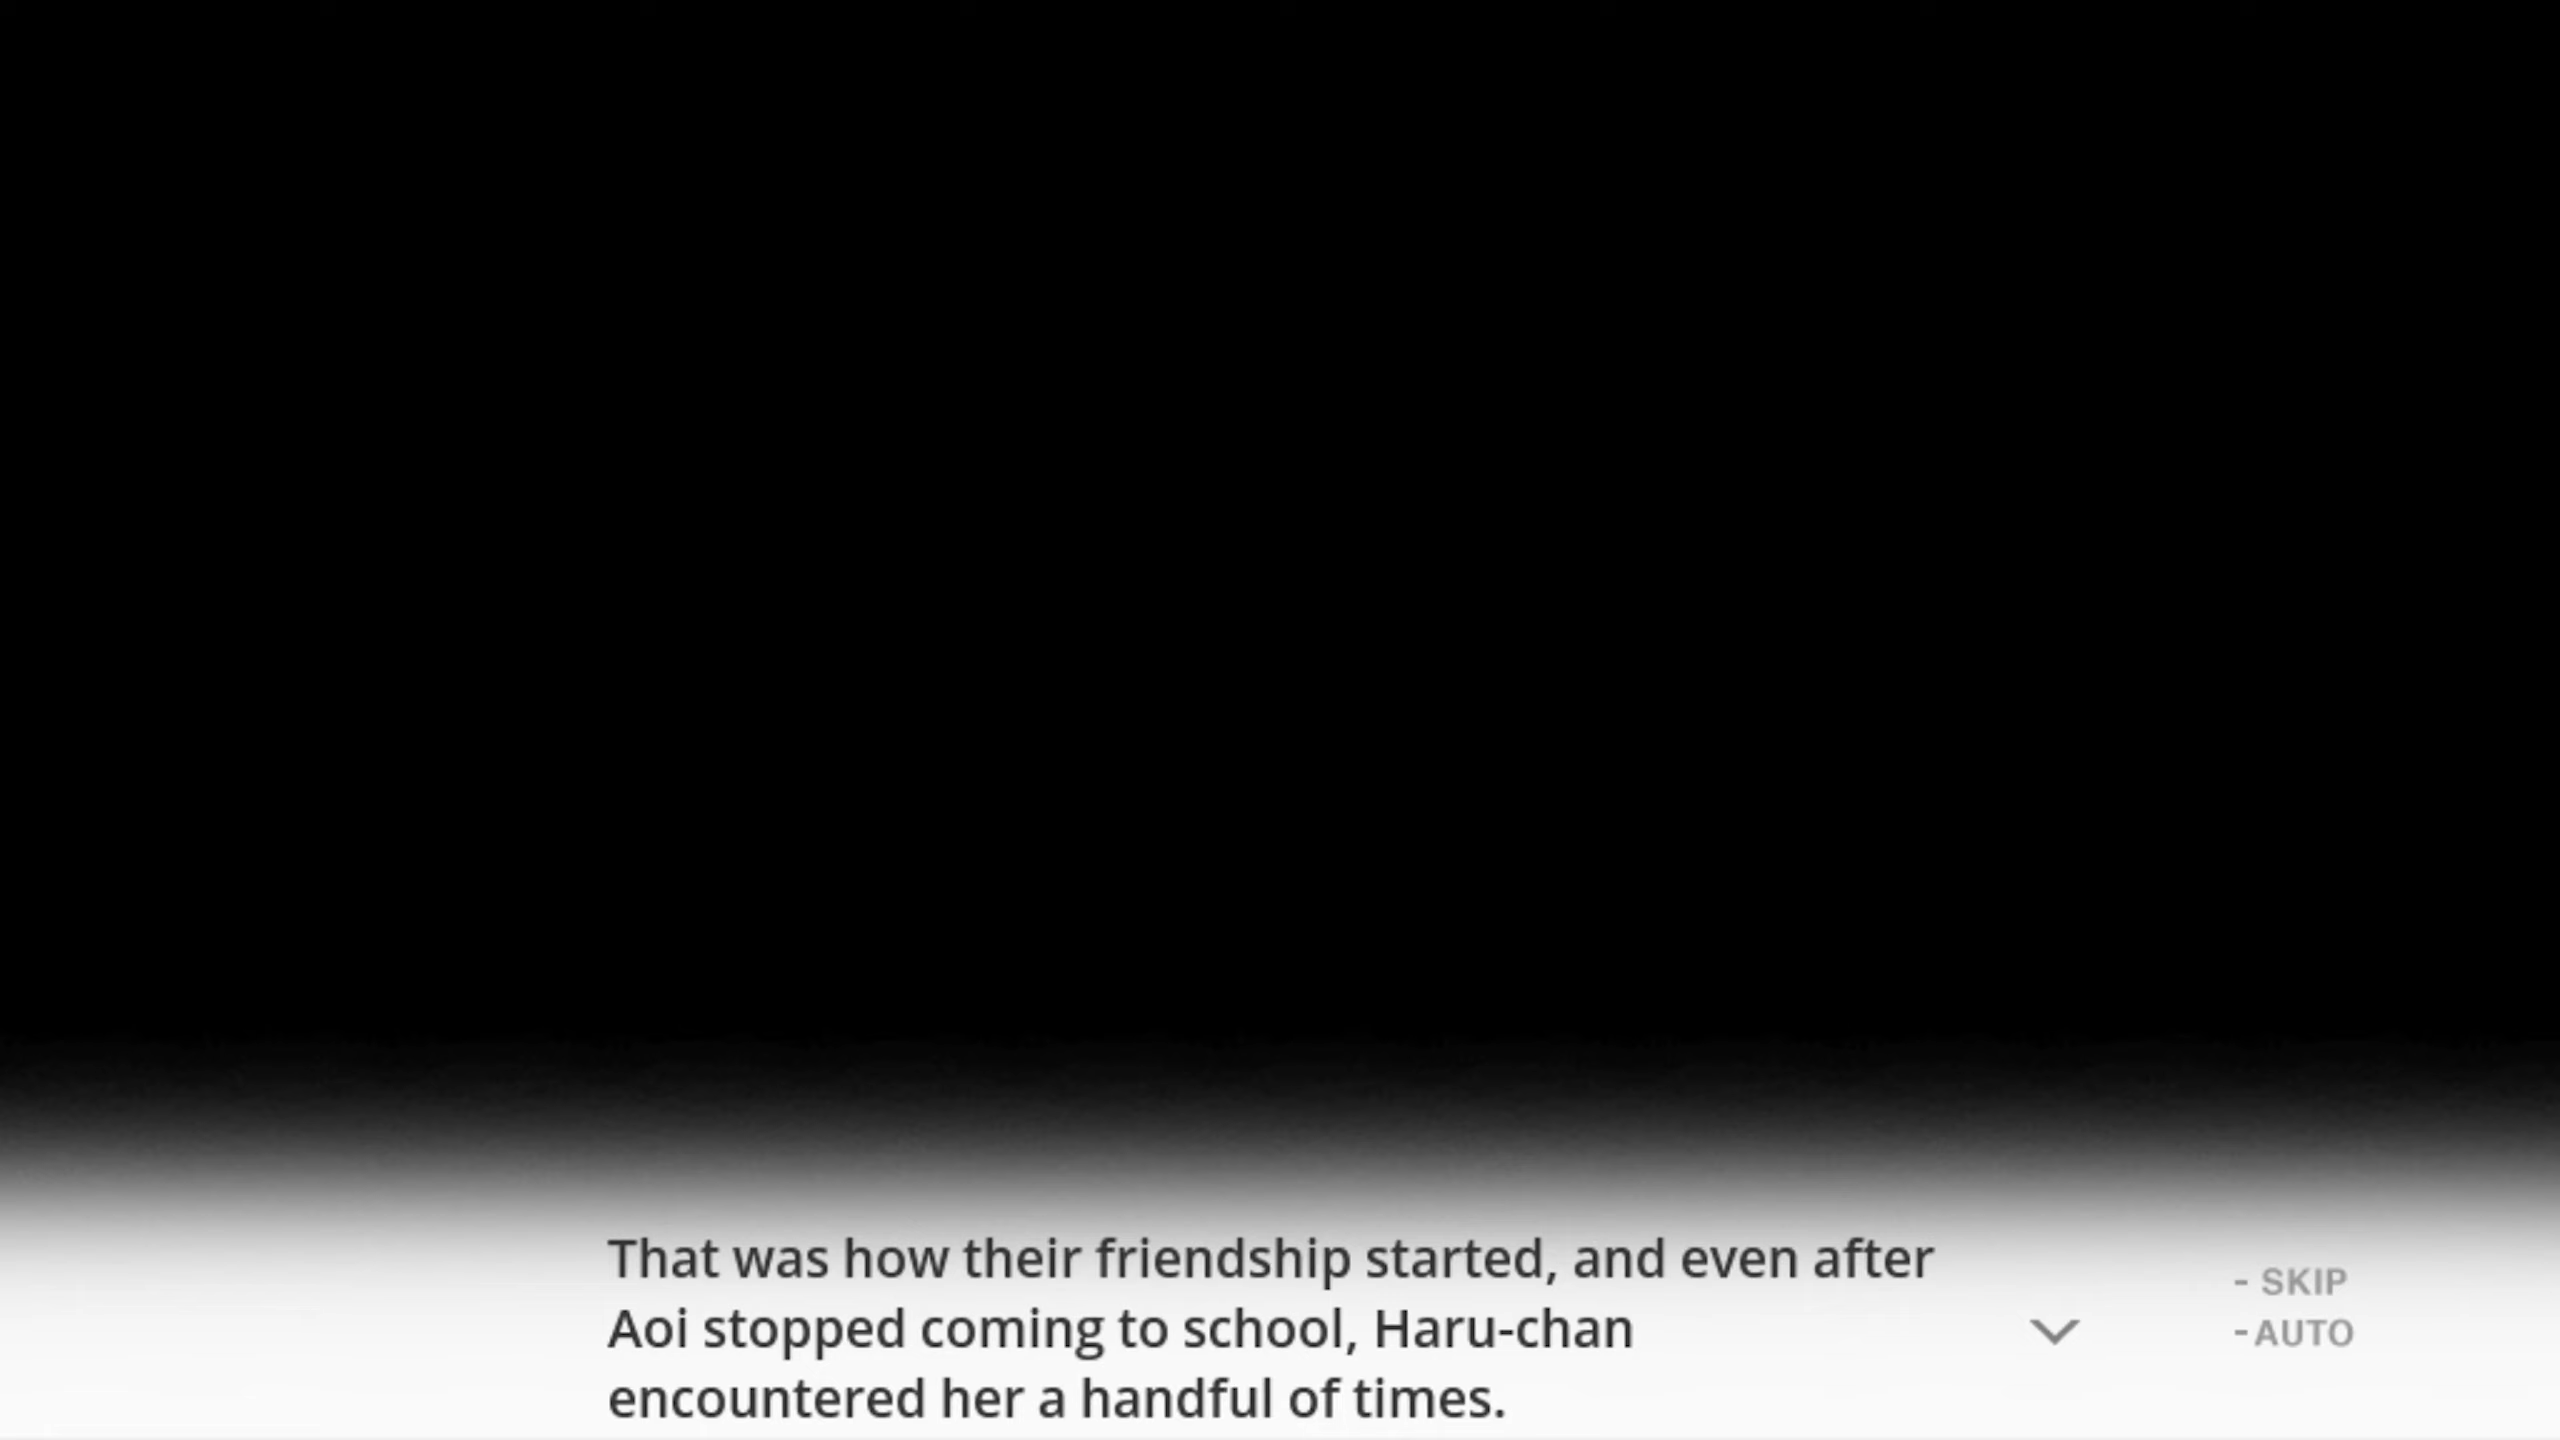 That was how their friendship started, and even after
Aoi stopped coming to school, Haru-chan
encountered her a handful of times.
- SKIP
-AUTO